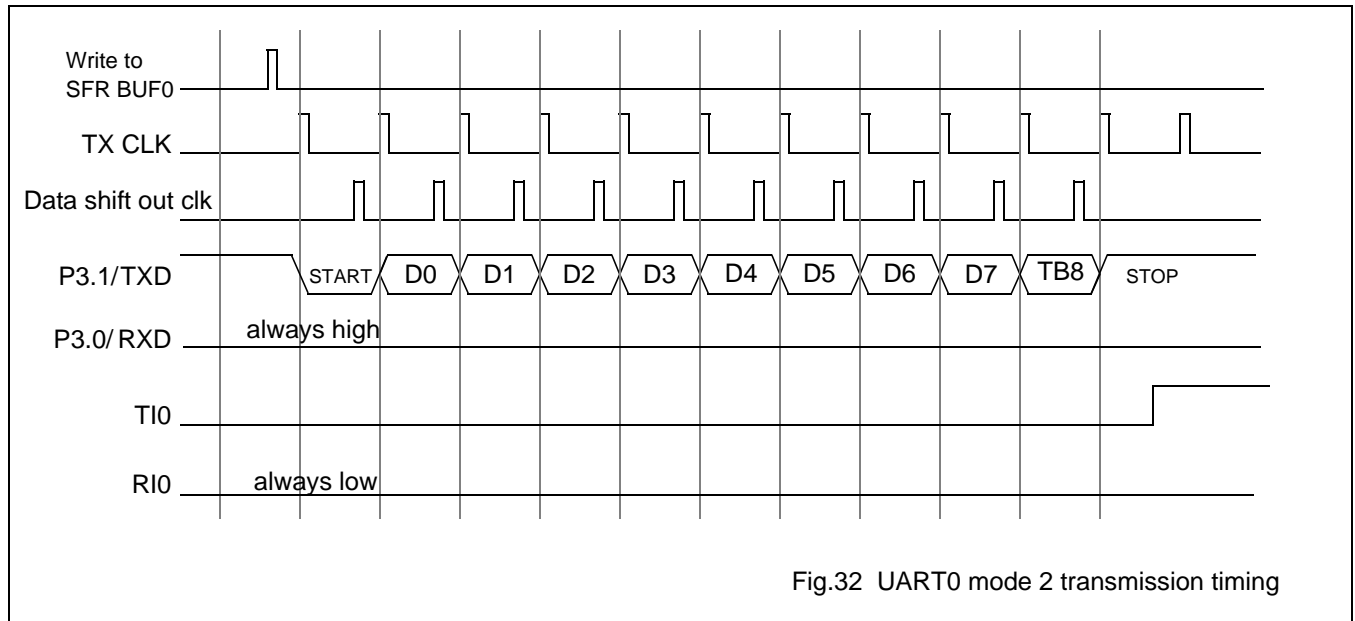 Write to
SFR BUF0
TX CLK
Data shift out clk
P3.1/TXD START D0 D1 D2 D3 D4 D5 D6 D7 TB8 STOP
P3.0/ RXD always high
TI0
RI0 always low
Fig.32 UART0 mode 2 transmission timing